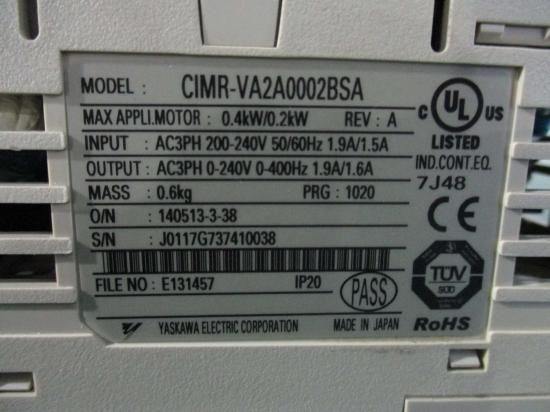 MODEL : CIMR-VA2A0002BSA
MAX APPLI.MOTOR : 0.4kW/0.2kW REV : A
INPUT : AC3PH 200-240V 50/60Hz 1.9A/1.5A
OUTPUT : AC3PH 0-240V 0-400Hz 1.9A/1.6A
MASS : 0.6kg PRG : 1020
O/N : 140513-3-38
S/N : J0117G737410038
FILE NO : E131457 IP20 PASS
YASKAWA ELECTRIC CORPORATION MADE IN JAPAN
C UL US
LISTED
IND.CONT.EQ.
7J48
CE
TÜV
SÜD
RoHS